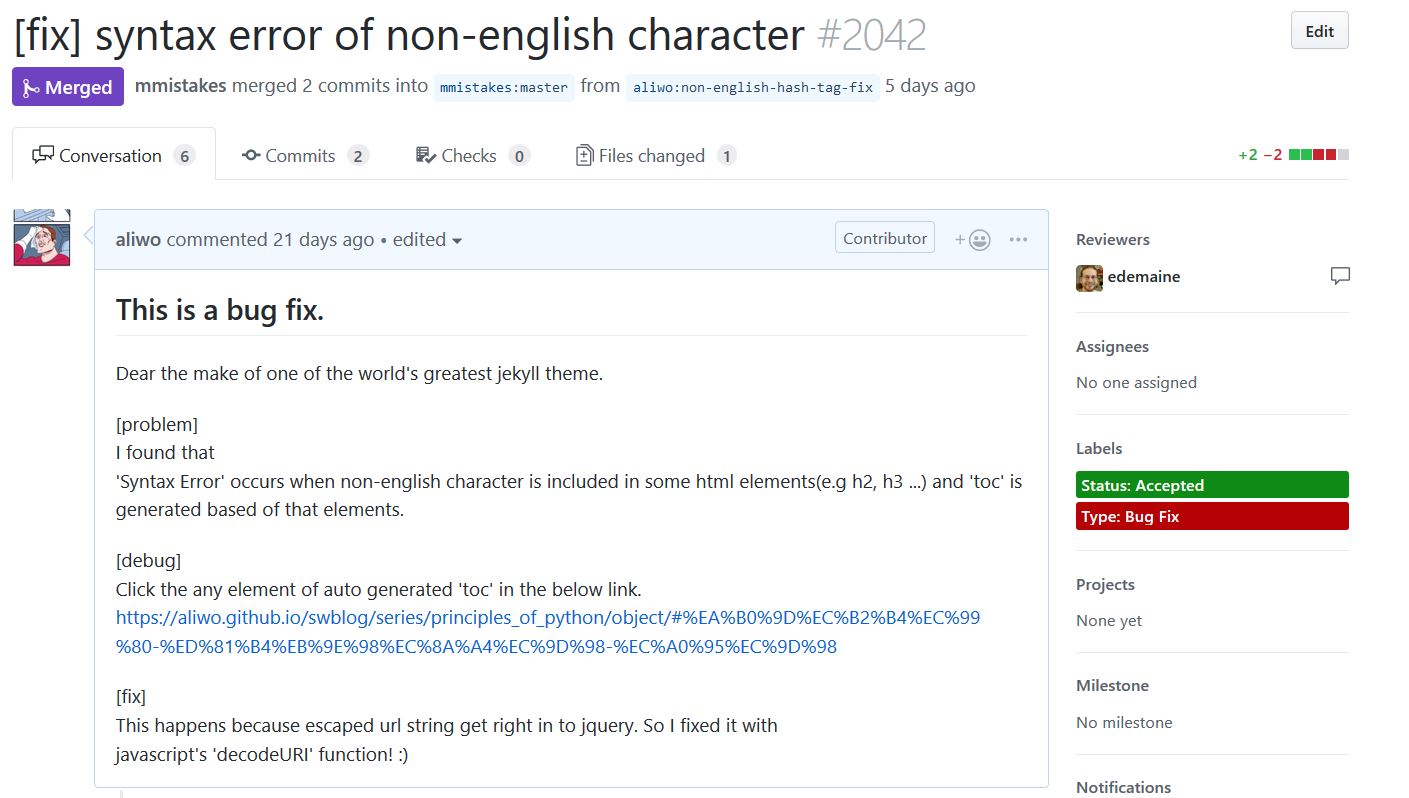 [fix] syntax error of non-english character #2042
Edit
Merged
mmistakes merged 2 commits into mmistakes:master from aliwo:non-english-hash-tag-fix 5 days ago
Conversation 6
Commits 2
Checks 0
Files changed 1
+2 −2
aliwo commented 21 days ago • edited
Contributor
This is a bug fix.
Dear the make of one of the world's greatest jekyll theme.
[problem]
I found that
'Syntax Error' occurs when non-english character is included in some html elements(e.g h2, h3 ...) and 'toc' is
generated based of that elements.
[debug]
Click the any element of auto generated 'toc' in the below link.
https://aliwo.github.io/swblog/series/principles_of_python/object/#%EA%B0%9D%EC%B2%B4%EC%99
%80-%ED%81%B4%EB%9E%98%EC%8A%A4%EC%9D%98-%EC%A0%95%EC%9D%98
[fix]
This happens because escaped url string get right in to jquery. So I fixed it with
javascript's 'decodeURI' function! :)
Reviewers
edemaine
Assignees
No one assigned
Labels
Status: Accepted
Type: Bug Fix
Projects
None yet
Milestone
No milestone
Notifications